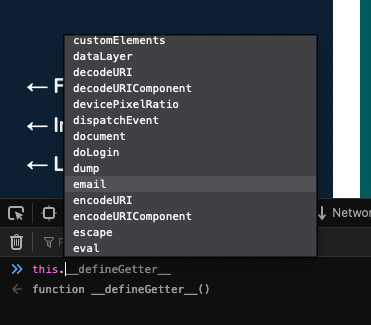 customElements
dataLayer
decodeURI
decodeURIComponent
devicePixelRatio
dispatchEvent
document
doLogin
dump
email
encodeURI
encodeURIComponent
escape
eval
← F
← In
← L
↓ Networ
F
» this.__defineGetter__
← function __defineGetter__()